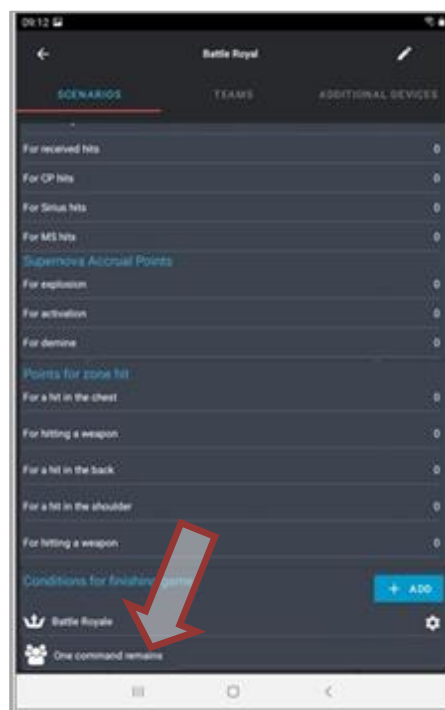 09:12
Battle Royal
SCENARIOS TEAMS ADDITIONAL DEVICES
For received hits 0
For CP hits 0
For Sirius hits 0
For MS hits 0
Supernova Accrual Points
For explosion 0
For activation 0
For demine 0
Points for zone hit
For a hit in the chest 0
For hitting a weapon 0
For a hit in the back 0
For a hit in the shoulder 0
For hitting a weapon 0
Conditions for finishing game
+ ADD
Battle Royale
One command remains